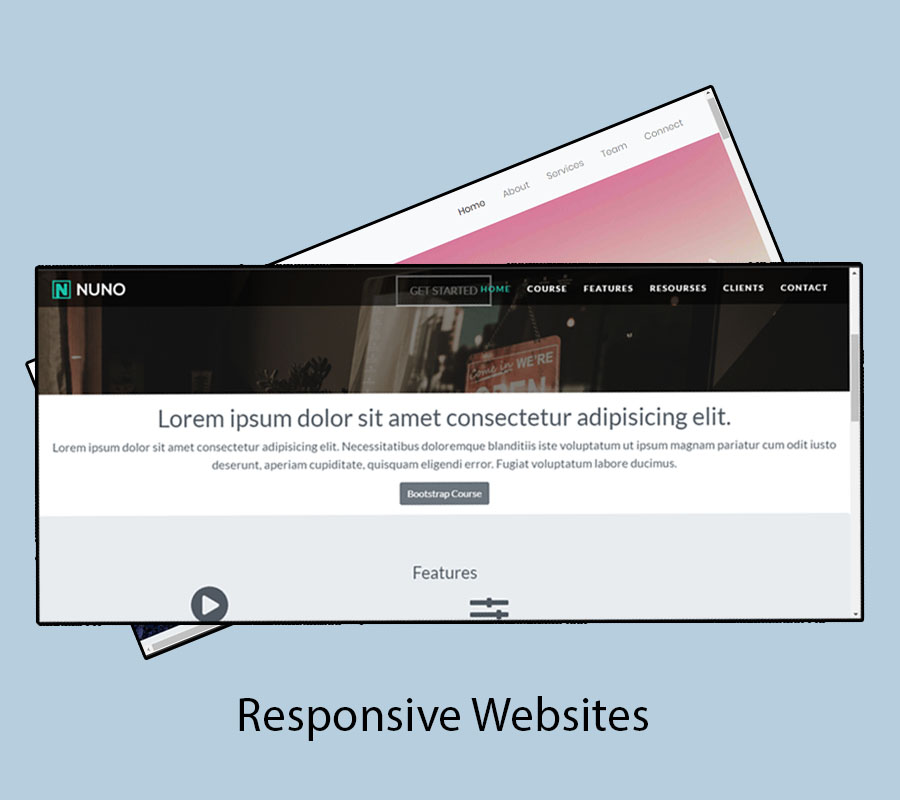 Home About Services Team Connect
NUNO
GET STARTED HOME COURSE FEATURES RESOURSES CLIENTS CONTACT
Come in WE'RE
OPEN
Lorem ipsum dolor sit amet consectetur adipisicing elit.
Lorem ipsum dolor sit amet consectetur adipisicing elit. Necessitatibus doloremque blanditiis iste voluptatum ut ipsum magnam pariatur cum odit iusto
deserunt, aperiam cupiditate, quisquam eligendi error. Fugiat voluptatum labore ducimus.
Bootstrap Course
Features
Responsive Websites